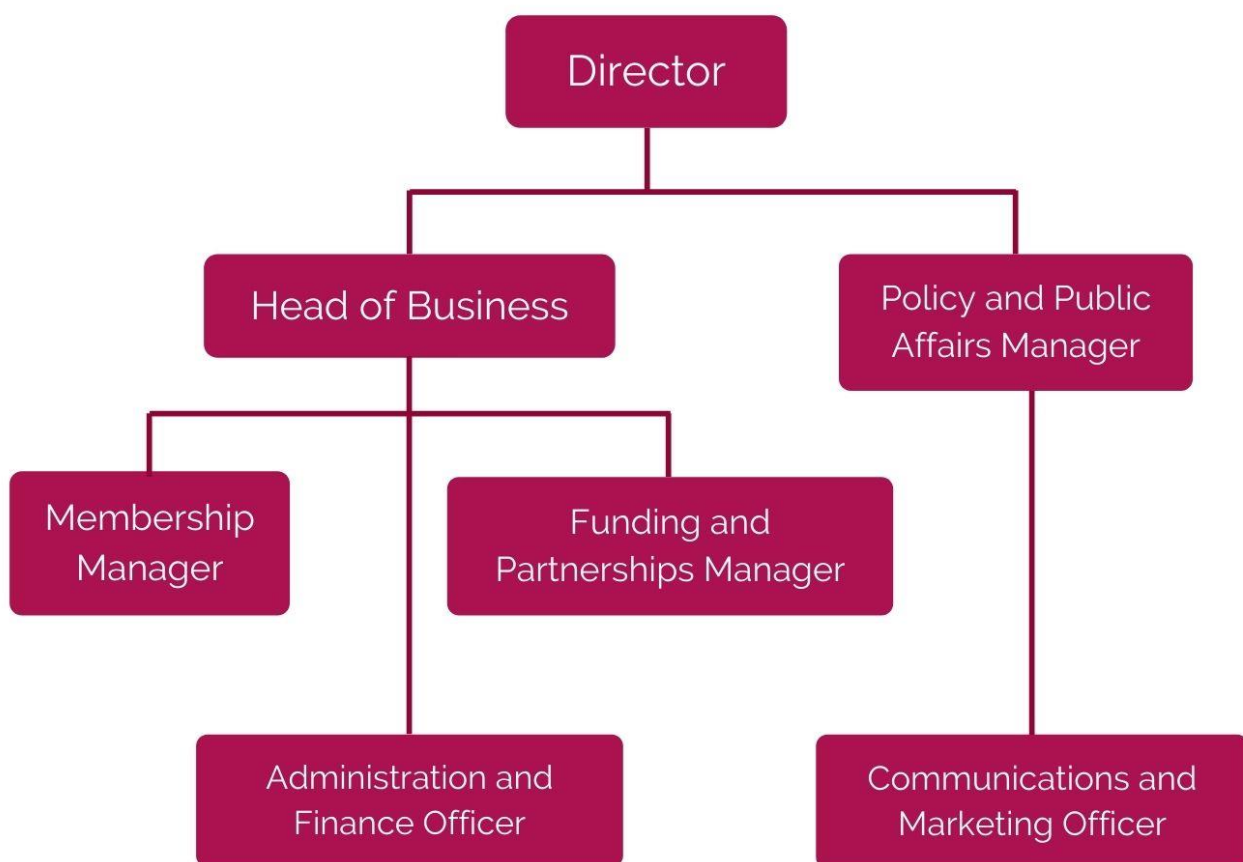 Director
Head of Business
Policy and Public
Affairs Manager
Membership
Manager
Funding and
Partnerships Manager
Administration and
Finance Officer
Communications and
Marketing Officer